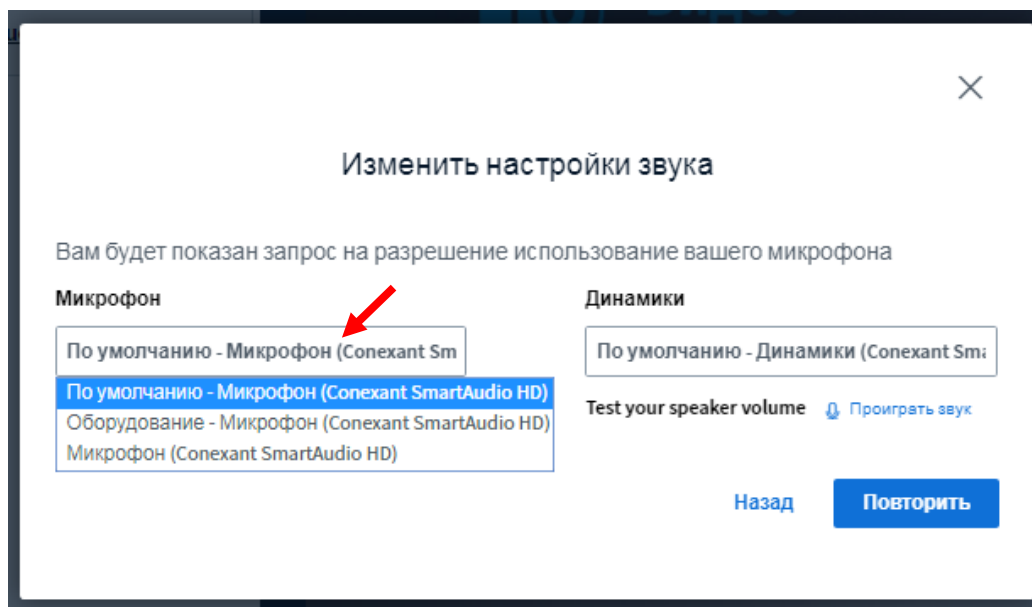 Изменить настройки звука
Вам будет показан запрос на разрешение использование вашего микрофона
Микрофон
Динамики
По умолчанию - Микрофон (Conexant Sm
По умолчанию - Динамики (Conexant Sma
По умолчанию - Микрофон (Conexant SmartAudio HD)
Оборудование - Микрофон (Conexant SmartAudio HD)
Микрофон (Conexant SmartAudio HD)
Test your speaker volume Проиграть звук
Назад
Повторить